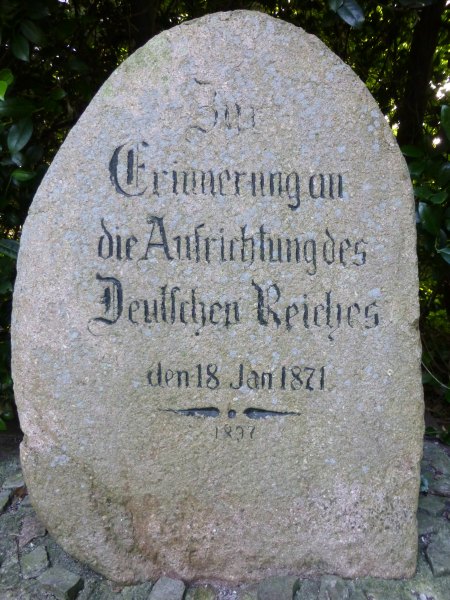 Zur
Erinnerung an
die Aufrichtung des
Deutschen Reiches
den 18 Jan 1871
1897